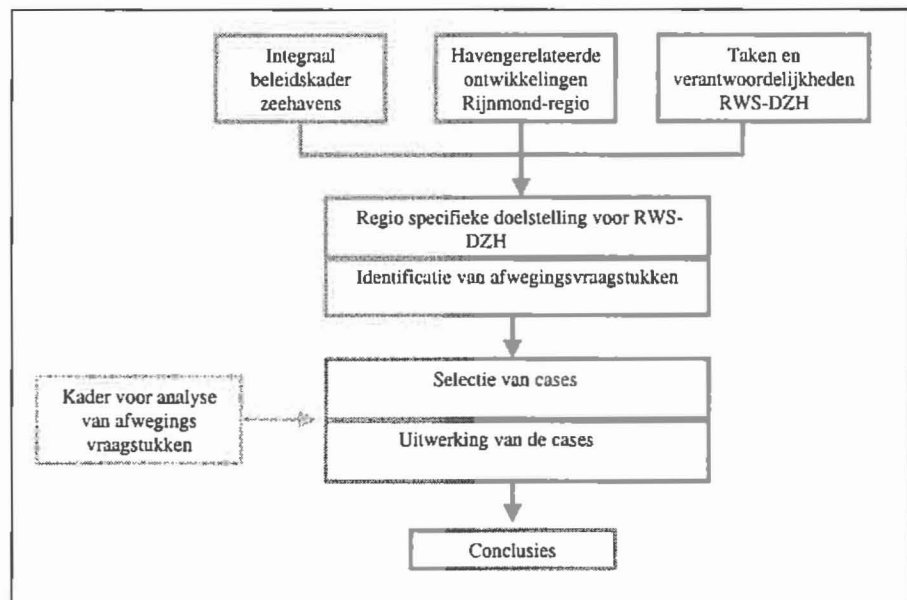 Integraal
beleidskader
zeehavens
Havengerelateerde
ontwikkelingen
Rijnmond-regio
Taken en
verantwoordelijkheden
RWS-DZH
Regio specifieke doelstelling voor RWS-
DZH
Identificatie van afwegingsvraagstukken
Selectie van cases
Kader voor analyse
van afwegings
vraagstukken
Uitwerking van de cases
Conclusies